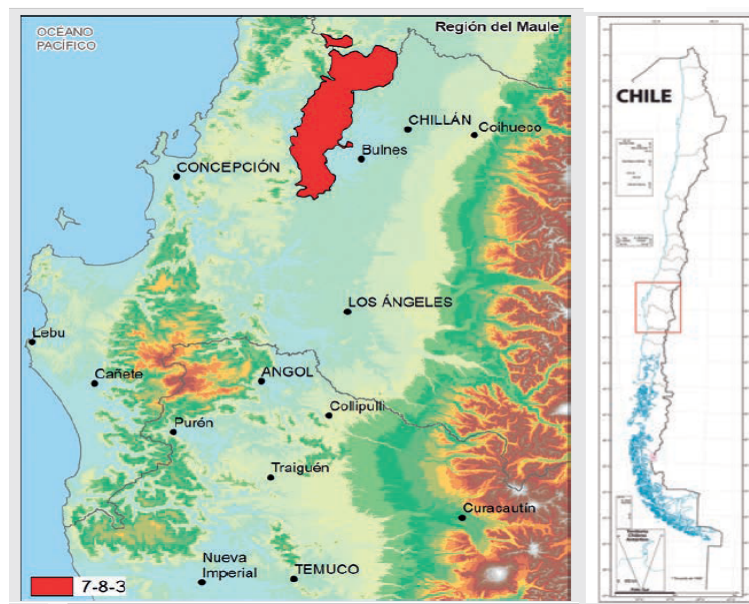 OCÉANO
PACÍFICO
Región del Maule
CHILLÁN
Coihueco
Bulnes
CONCEPCIÓN
LOS ÁNGELES
Lebu
Cañete
ANGOL
Collipulli
Purén
Traiguén
Curacautín
Nueva
Imperial
TEMUCO
7-8-3
CHILE